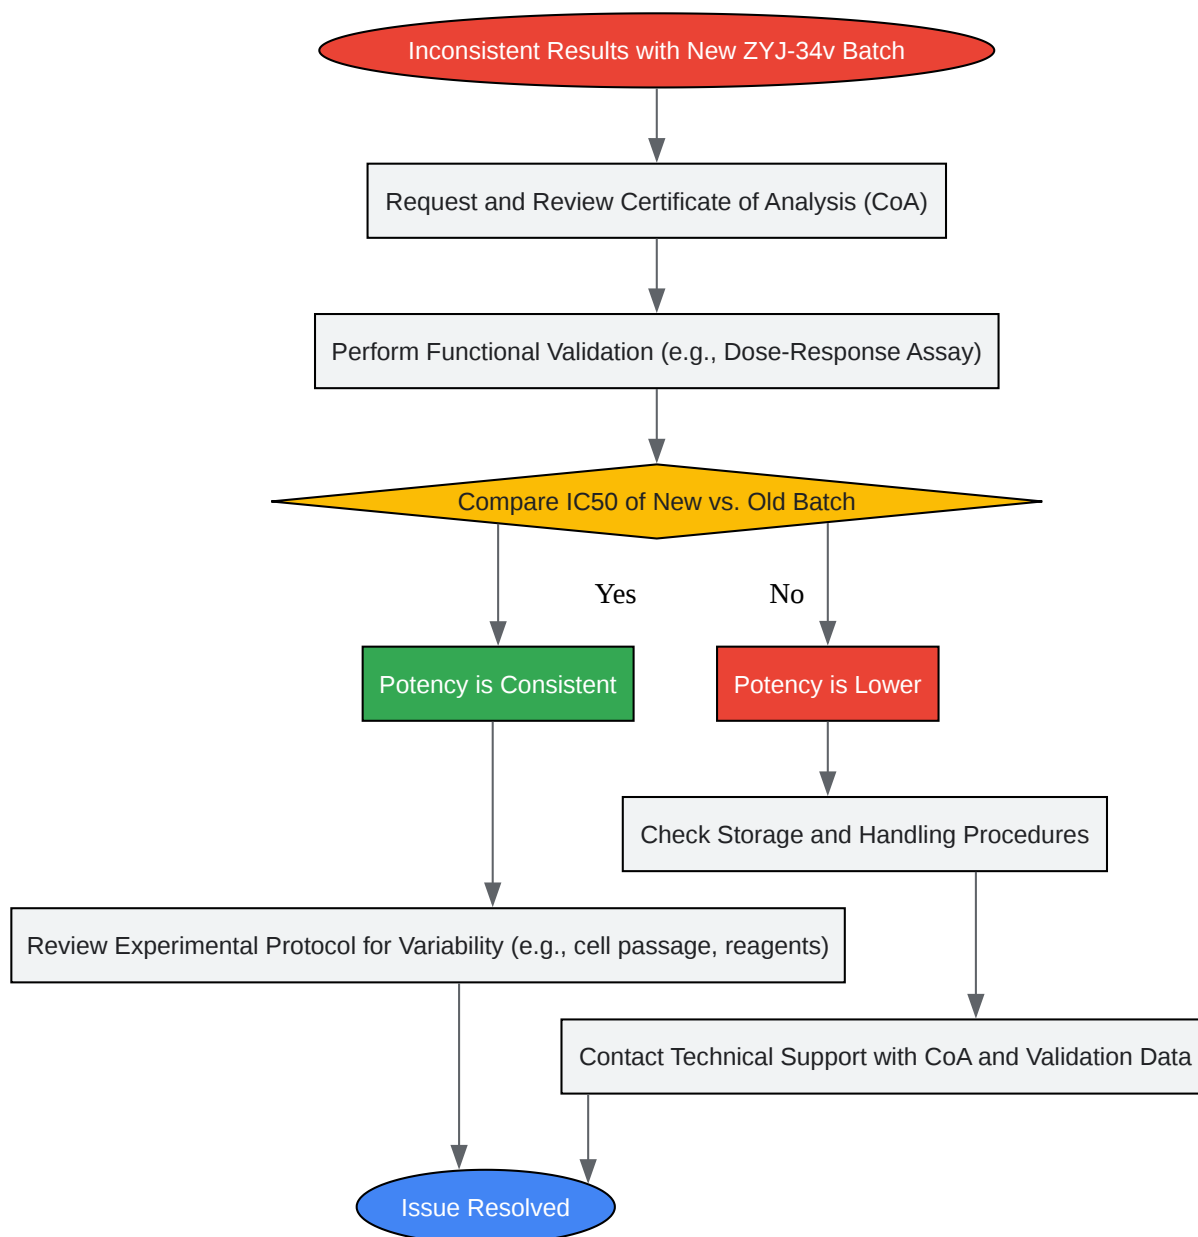 Inconsistent Results with New ZYJ-34v Batch
Request and Review Certificate of Analysis (CoA)
Perform Functional Validation (e.g., Dose-Response Assay)
Compare IC50 of New vs. Old Batch
Yes
No
Potency is Consistent
Potency is Lower
Check Storage and Handling Procedures
Review Experimental Protocol for Variability (e.g., cell passage, reagents)
Contact Technical Support with CoA and Validation Data
Issue Resolved